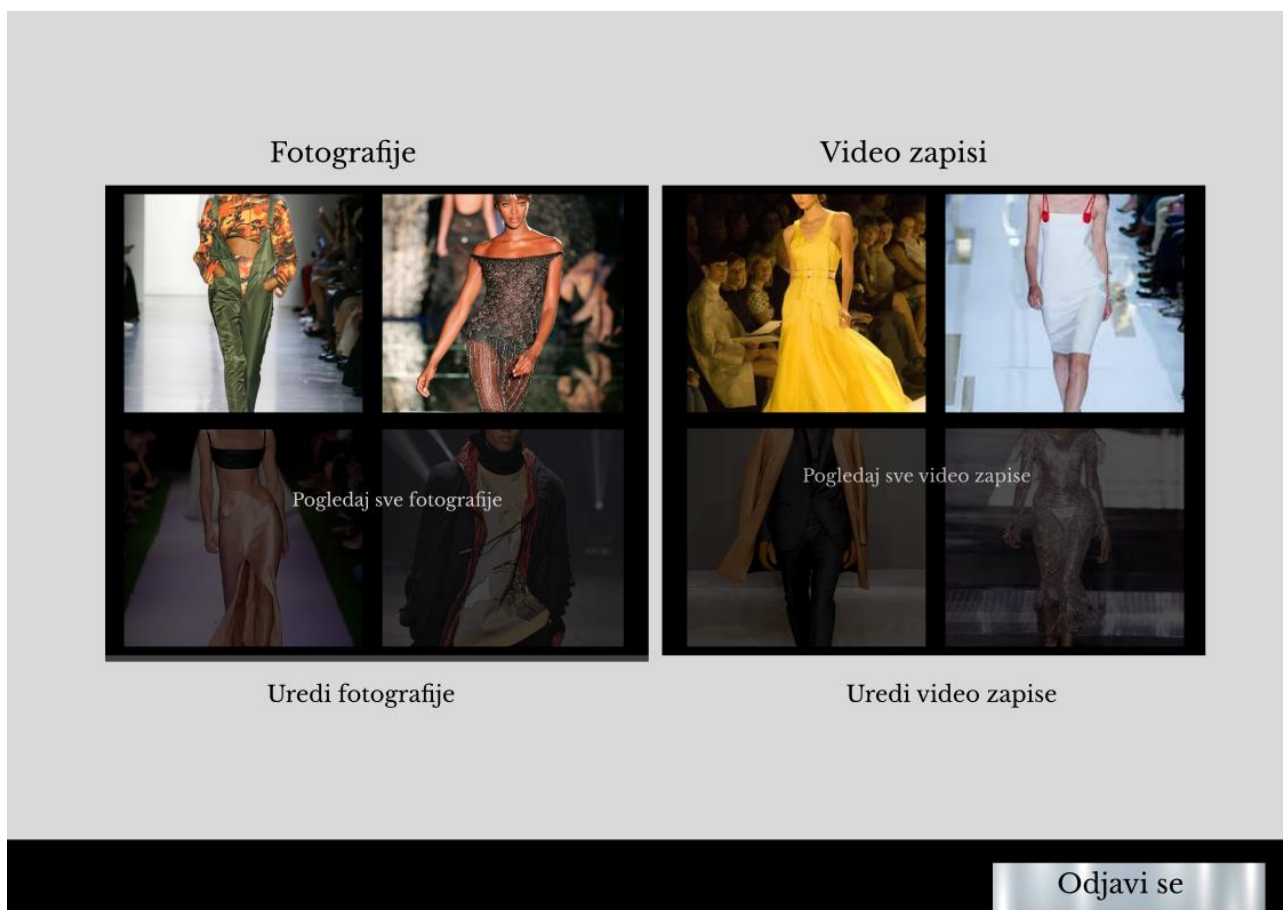 Fotografije
Video zapisi
Pogledaj sve fotografije
Pogledaj sve video zapise
Uredi fotografije
Uredi video zapise
Odjavi se